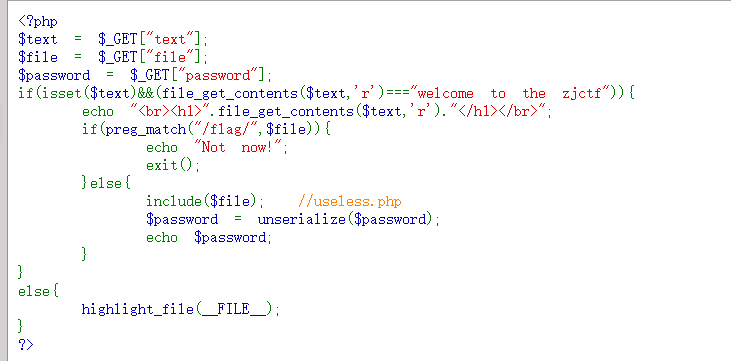 <?php
$text = $_GET["text"];
$file = $_GET["file"];
$password = $_GET["password"];
if(isset($text)&&(file_get_contents($text,'r')==="welcome to the zjctf")){
echo "<br><h1>".file_get_contents($text,'r')."</h1></br>";
if(preg_match("/flag/",$file)){
echo "Not now!";
exit();
}else{
include($file); //useless.php
$password = unserialize($password);
echo $password;
}
}
else{
highlight_file(__FILE__);
}
?>